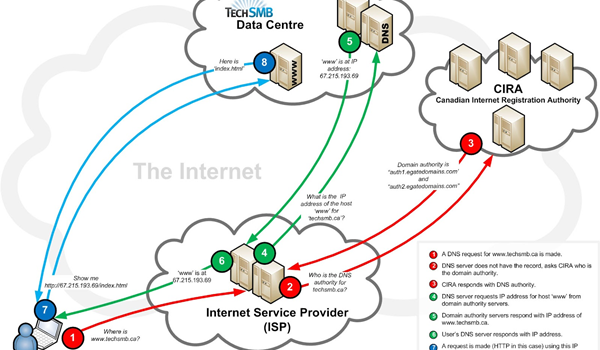 TECHSMB
Data Centre
DNS
WWW
5
8
Here is
'index.html'
'www' is at IP
address:
67.215.193.69
CIRA
Canadian Internet Registration Authority
3
Domain authority is
"auth1.egatedomains.com'
and
"auth2.egatedomains.com"
The Internet
What is the IP
address of the host
'www' for
'techsmb.ca'?
6
4
2
'www' is at
67.215.193.69
Who is the DNS
authority for
techsmb.ca?
Internet Service Provider
(ISP)
Show me
http://67.215.193.69/index.html
7
1
Where is
www.techsmb.ca?
1 A DNS request for www.techsmb.ca is made.
2 DNS server does not have the record, asks CIRA who is
the domain authority.
3 CIRA responds with DNS authority.
4 DNS server requests IP address for host 'www' from
domain authority servers.
5 Domain authority servers respond with IP address of
www.techsmb.ca.
6 User's DNS server responds with IP address.
7 A request is made (HTTP in this case) using this IP